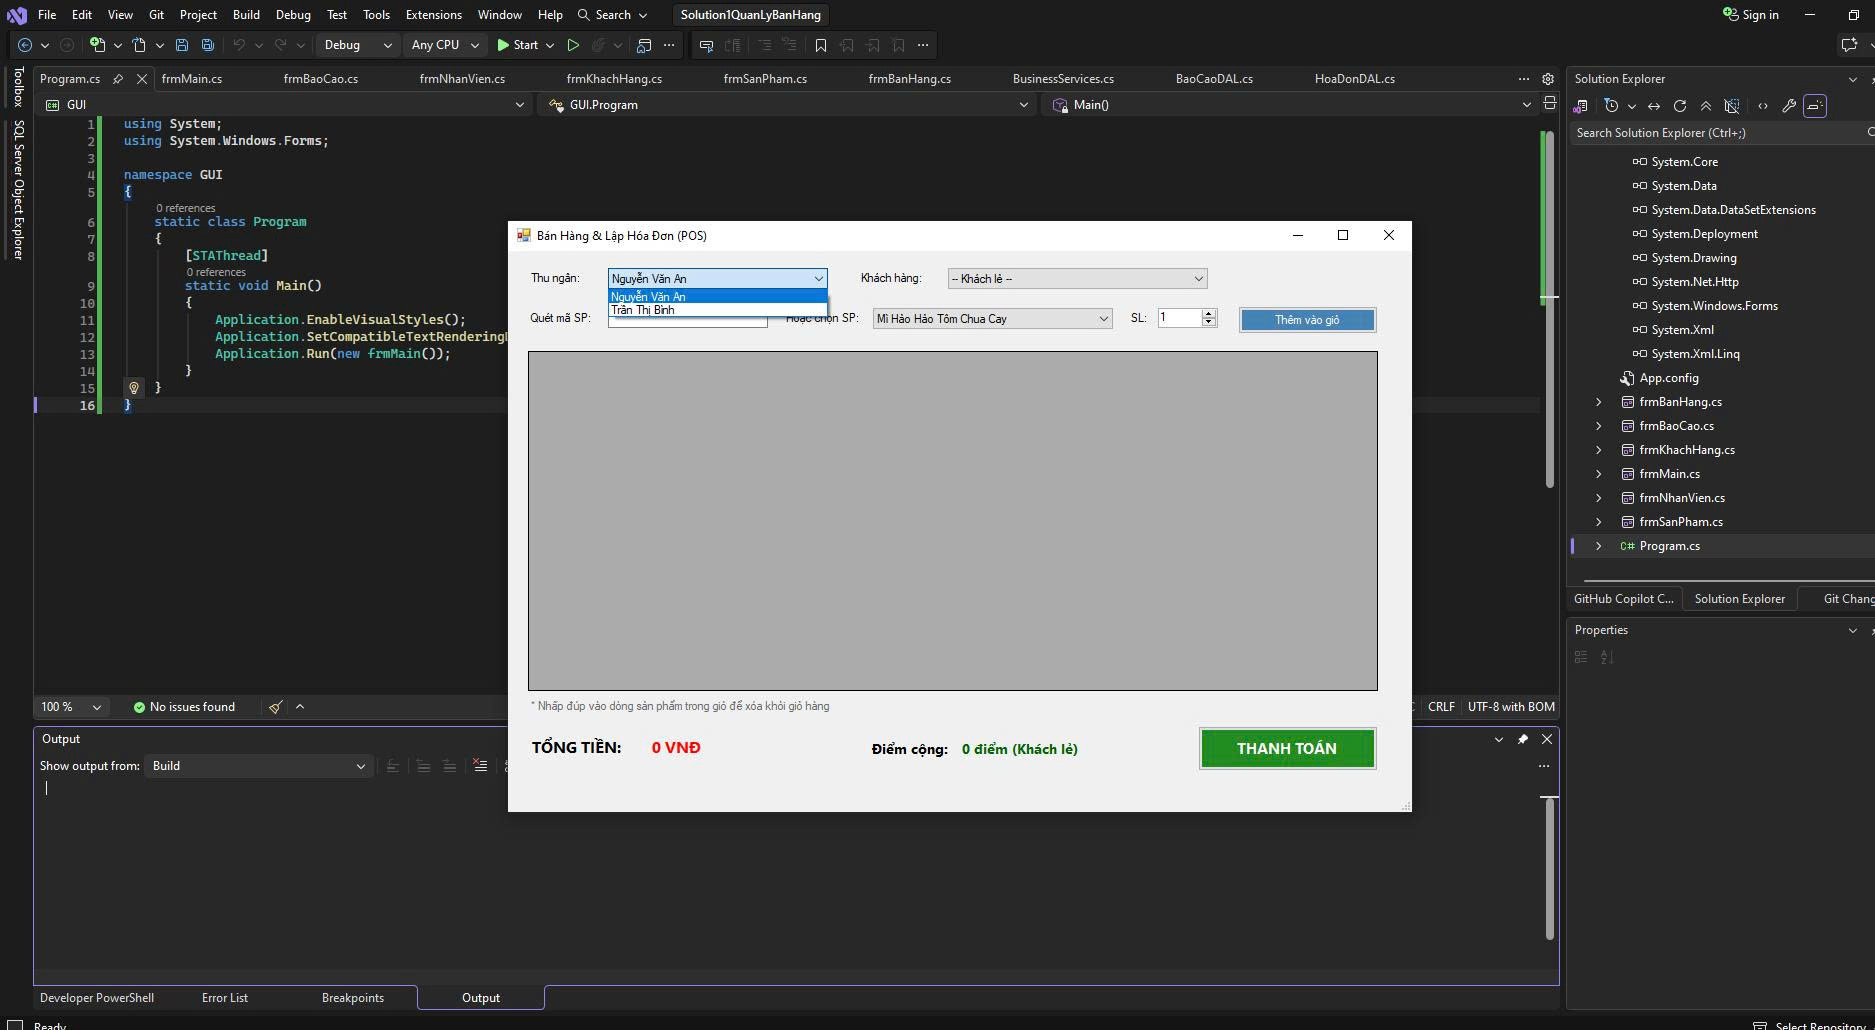 File Edit View Git Project Build Debug Test Tools Extensions Window Help Search Solution1QuanLyBanHang Sign in
Debug Any CPU Start
Program.cs frmMain.cs frmBaoCao.cs frmNhanVien.cs frmKhachHang.cs frmSanPham.cs frmBanHang.cs BusinessServices.cs BaoCaoDAL.cs HoaDonDAL.cs
GUI GUI.Program Main()
Toolbox
SQL Server Object Explorer
1 using System;
2 using System.Windows.Forms;
3
4 namespace GUI
5 {
0 references
6 static class Program
7 {
8 [STAThread]
0 references
9 static void Main()
10 {
11 Application.EnableVisualStyles();
12 Application.SetCompatibleTextRendering
13 Application.Run(new frmMain());
14 }
15 }
16 }
Bán Hàng & Lập Hóa Đơn (POS)
Thu ngân: Nguyễn Văn An Khách hàng: -- Khách lẻ --
Nguyễn Văn An
Trần Thị Bình
Quét mã SP: Hoặc chọn SP: Mì Hảo Hảo Tôm Chua Cay SL: 1 Thêm vào giỏ
* Nhấp đúp vào dòng sản phẩm trong giỏ để xóa khỏi giỏ hàng
TỔNG TIỀN: 0 VNĐ Điểm cộng: 0 điểm (Khách lẻ) THANH TOÁN
100 % No issues found CRLF UTF-8 with BOM
Output
Show output from: Build
Developer PowerShell Error List Breakpoints Output
Ready Select Repository
Solution Explorer
Search Solution Explorer (Ctrl+;)
System.Core
System.Data
System.Data.DataSetExtensions
System.Deployment
System.Drawing
System.Net.Http
System.Windows.Forms
System.Xml
System.Xml.Linq
App.config
frmBanHang.cs
frmBaoCao.cs
frmKhachHang.cs
frmMain.cs
frmNhanVien.cs
frmSanPham.cs
C# Program.cs
GitHub Copilot C... Solution Explorer Git Chang
Properties